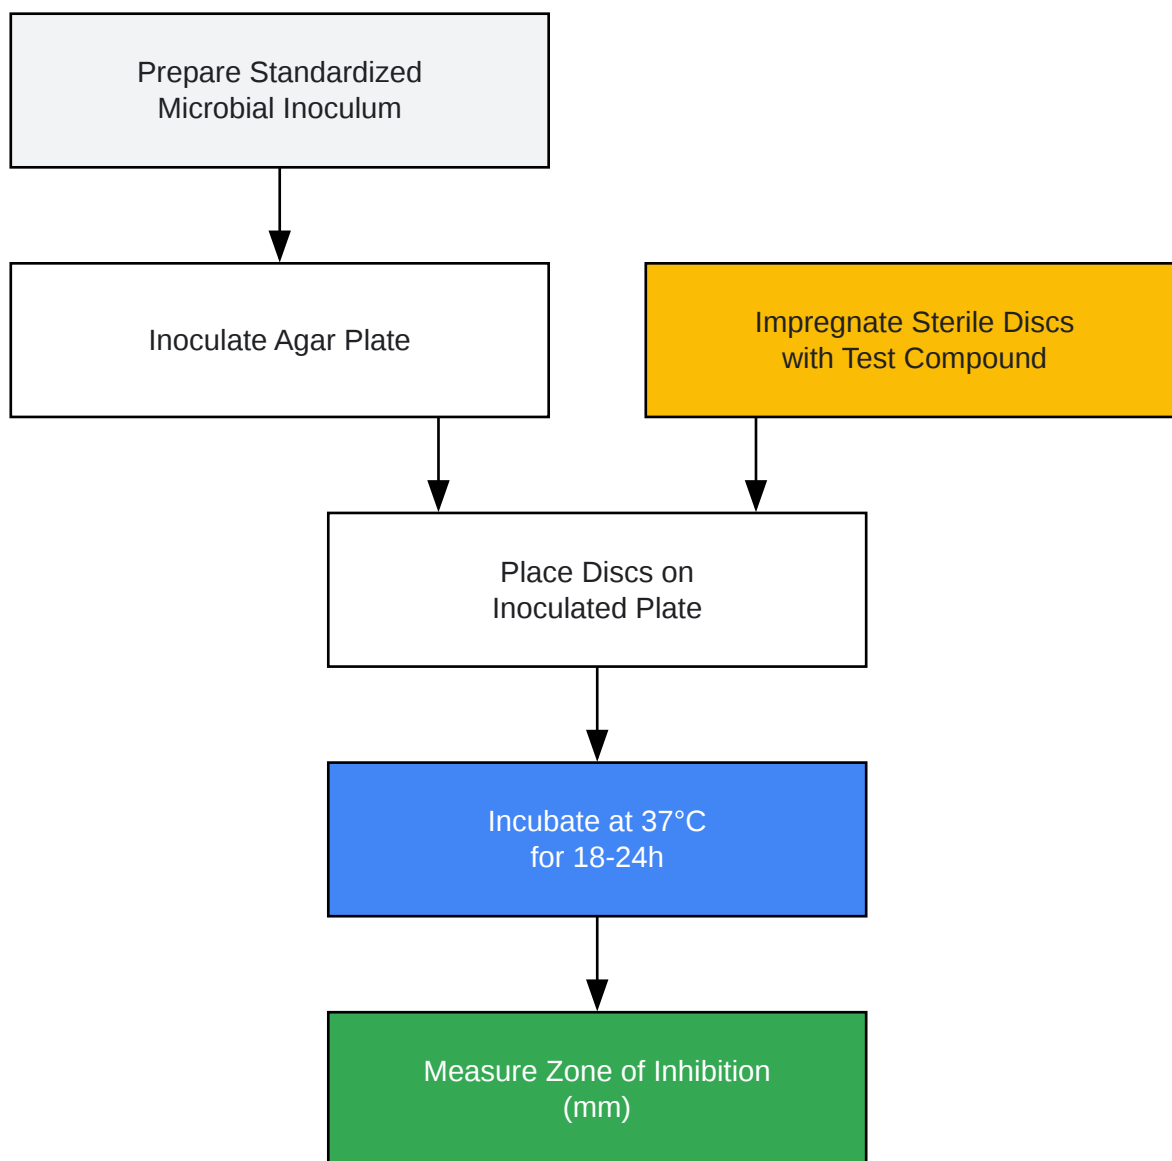 Prepare Standardized
Microbial Inoculum
Inoculate Agar Plate
Impregnate Sterile Discs
with Test Compound
Place Discs on
Inoculated Plate
Incubate at 37°C
for 18-24h
Measure Zone of Inhibition
(mm)